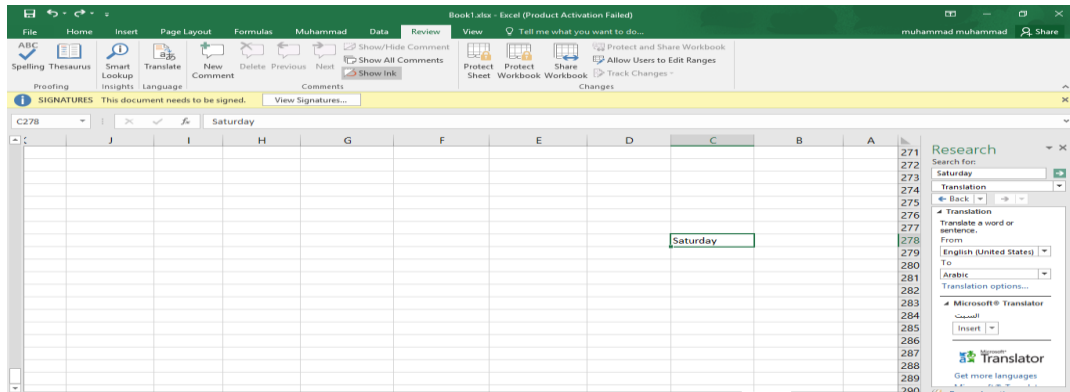 Book1.xlsx - Excel (Product Activation Failed)
File Home Insert Page Layout Formulas Muhammad Data Review View Tell me what you want to do... muhammad muhammad Share
ABC
Spelling Thesaurus Smart Lookup Translate New Comment Delete Previous Next
Show/Hide Comment
Show All Comments
Show Ink
Protect Sheet Protect Workbook Share Workbook
Protect and Share Workbook
Allow Users to Edit Ranges
Track Changes
Proofing Insights Language Comments Changes
SIGNATURES This document needs to be signed. View Signatures...
C278 fx Saturday
J I H G F E D C B A
271
272
273
274
275
276
277
Saturday 278
279
280
281
282
283
284
285
286
287
288
289
290
Research
Search for:
Saturday
Translation
Back
Translation
Translate a word or
sentence.
From
English (United States)
To
Arabic
Translation options...
Microsoft® Translator
السبت
Insert
Microsoft®
Translator
Get more languages